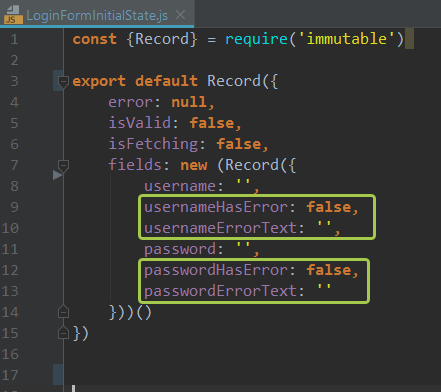 LoginFormInitialState.js
JS
1 const {Record} = require('immutable')
2
3 export default Record({
4 error: null,
5 isValid: false,
6 isFetching: false,
7 fields: new (Record({
8 username: '',
9 usernameHasError: false,
10 usernameErrorText: '',
11 password: '',
12 passwordHasError: false,
13 passwordErrorText: ''
14 }))()
15 })
16
17